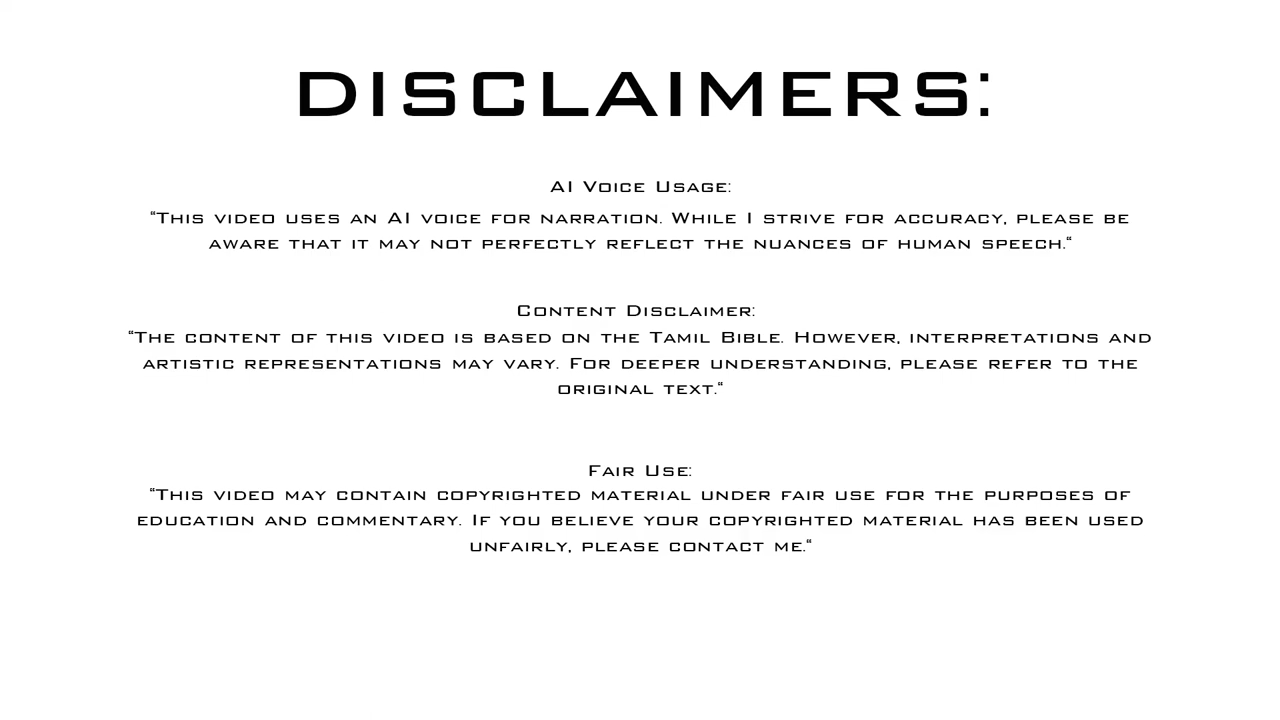 DISCLAIMERS:
AI Voice Usage:
“This video uses an AI voice for narration. While I strive for accuracy, please be
aware that it may not perfectly reflect the nuances of human speech.“
Content Disclaimer:
“The content of this video is based on the Tamil Bible. However, interpretations and
artistic representations may vary. For deeper understanding, please refer to the
original text.“
Fair Use:
“This video may contain copyrighted material under fair use for the purposes of
education and commentary. If you believe your copyrighted material has been used
unfairly, please contact me.“